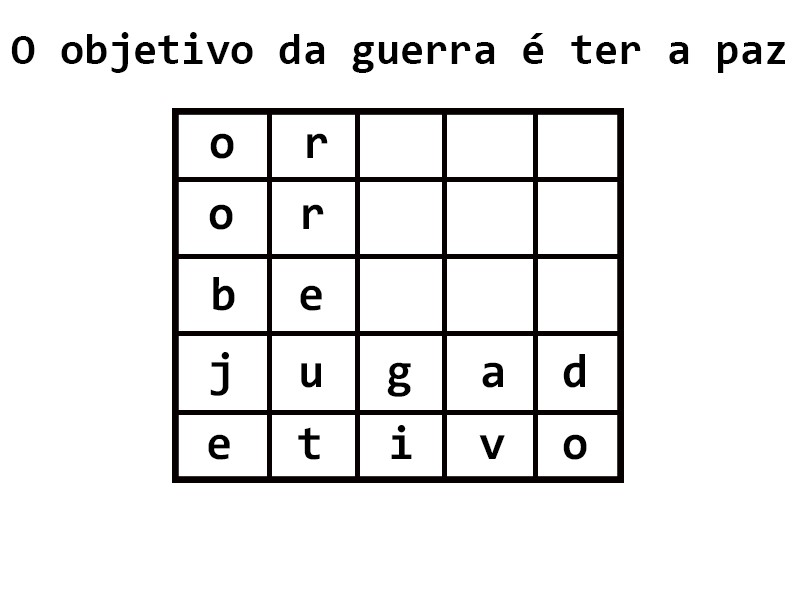 O objetivo da guerra é ter a paz
o r
o r
b e
j u g a d
e t i v o